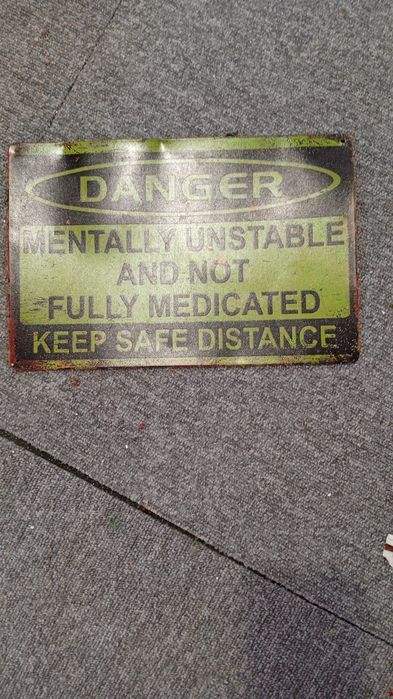 DANGER
MENTALLY UNSTABLE
AND NOT
FULLY MEDICATED
KEEP SAFE DISTANCE